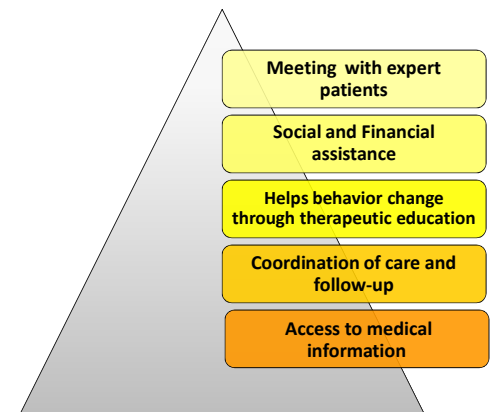 Meeting with expert
patients
Social and Financial
assistance
Helps behavior change
through therapeutic education
Coordination of care and
follow-up
Access to medical
information